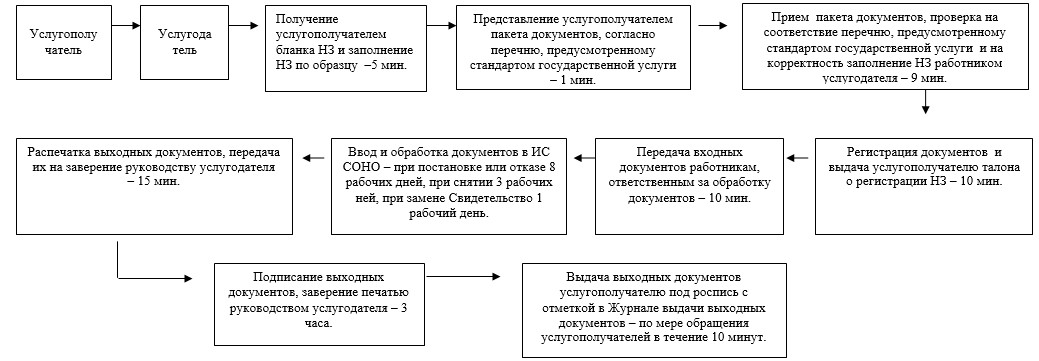 Услугополу
чатель
Услугода
тель
Получение
услугополучателем
бланка НЗ и заполнение
НЗ по образцу –5 мин.
Представление услугополучателем
пакета документов, согласно
перечню, предусмотренному
стандартом государственной услуги
– 1 мин.
Прием пакета документов, проверка на
соответствие перечню, предусмотренному
стандартом государственной услуги и на
корректность заполнение НЗ работником
услугодателя – 9 мин.
Регистрация документов и
выдача услугополучателю талона
о регистрации НЗ – 10 мин.
Передача входных
документов работникам,
ответственным за обработку
документов – 10 мин.
Ввод и обработка документов в ИС
СОНО – при постановке или отказе 8
рабочих дней, при снятии 3 рабочих
ней, при замене Свидетельство 1
рабочий день.
Распечатка выходных документов, передача
их на заверение руководству услугодателя
– 15 мин.
Подписание выходных
документов, заверение печатью
руководством услугодателя – 3
часа.
Выдача выходных документов
услугополучателю под роспись с
отметкой в Журнале выдачи выходных
документов – по мере обращения
услугополучателей в течение 10 минут.